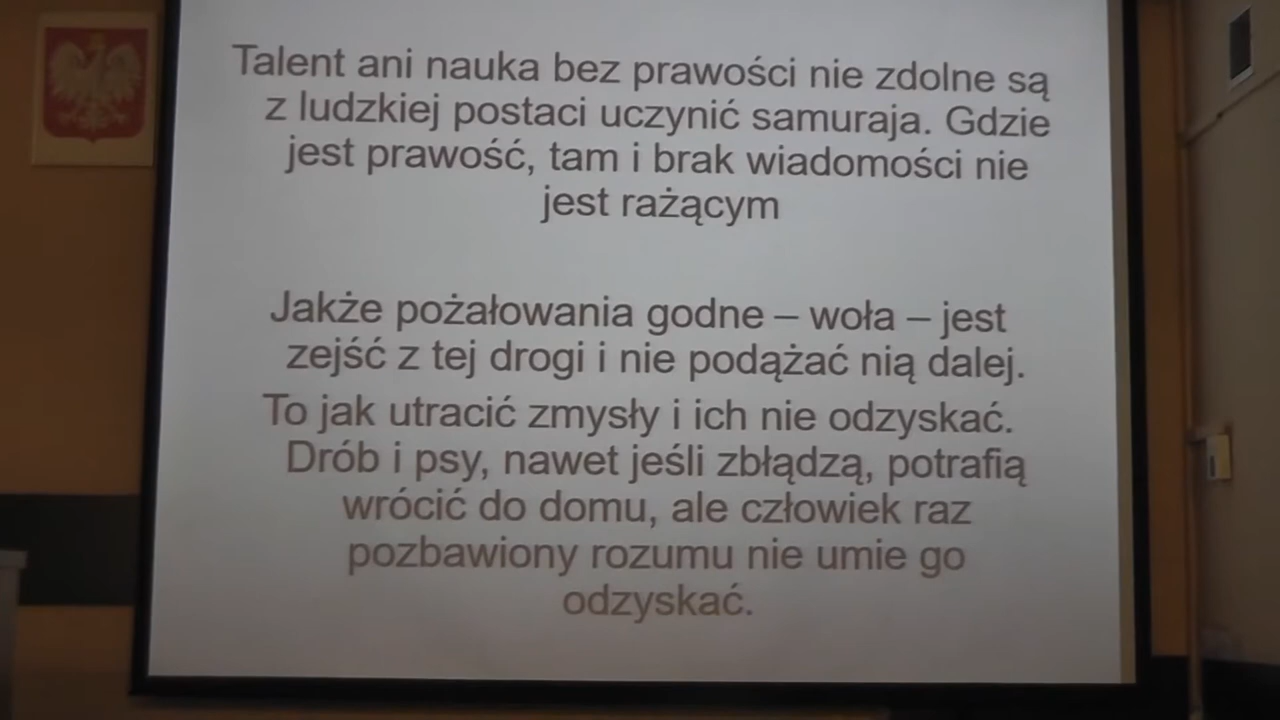 Talent ani nauka bez prawości nie zdolne są
z ludzkiej postaci uczynić samuraja. Gdzie
jest prawość, tam i brak wiadomości nie
jest rażącym
Jakże pożałowania godne – woła – jest
zejść z tej drogi i nie podążać nią dalej.
To jak utracić zmysły i ich nie odzyskać.
Drób i psy, nawet jeśli zbłądzą, potrafią
wrócić do domu, ale człowiek raz
pozbawiony rozumu nie umie go
odzyskać.